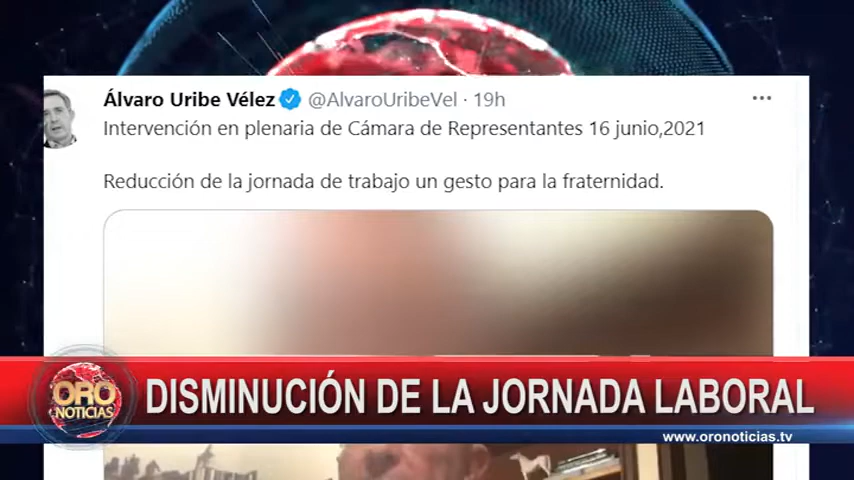 Álvaro Uribe Vélez @AlvaroUribeVel · 19h
Intervención en plenaria de Cámara de Representantes 16 junio,2021
Reducción de la jornada de trabajo un gesto para la fraternidad.
ORO
NOTICIAS
DISMINUCIÓN DE LA JORNADA LABORAL
www.oronoticias.tv